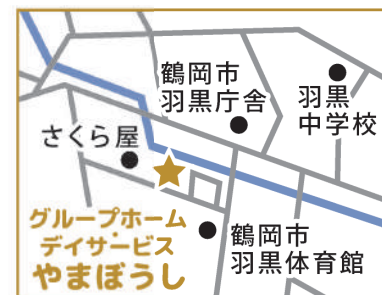 鶴岡市
羽黒庁舎
羽黒
中学校
さくら屋
グループホーム
・
デイサービス
やまぼうし
鶴岡市
羽黒体育館